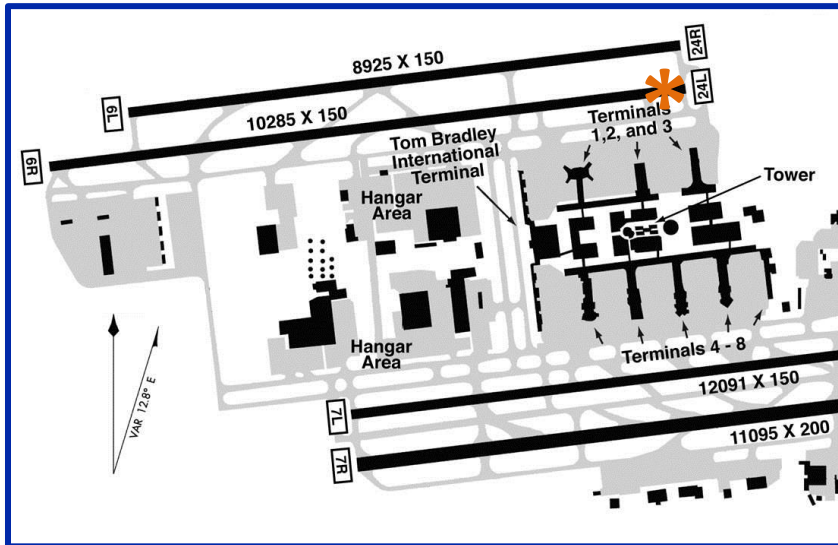 24R
8925 X 150
24L
6L
10285 X 150
Terminals
1,2, and 3
Tom Bradley
International
Terminal
6R
Hangar
Area
Tower
VAR 12.8° E
Hangar
Area
Terminals 4 - 8
12091 X 150
7L
11095 X 200
7R